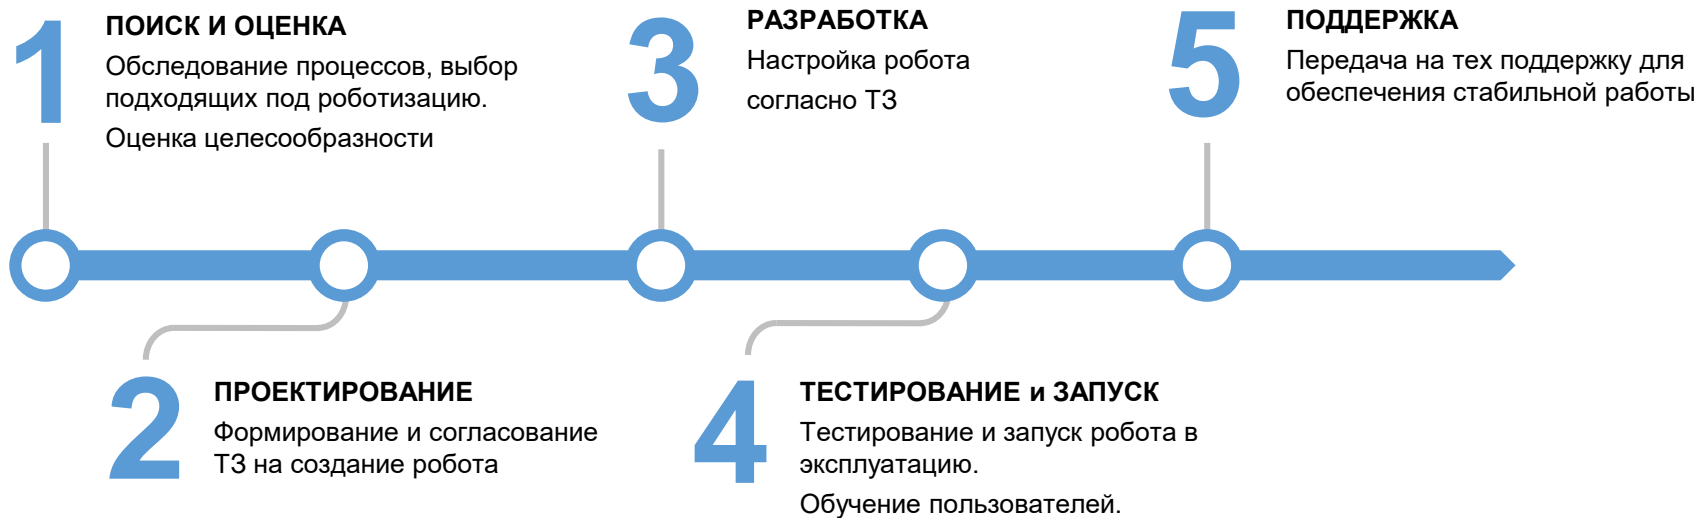 1
ПОИСК И ОЦЕНКА
Обследование процессов, выбор
подходящих под роботизацию.
Оценка целесообразности
2
ПРОЕКТИРОВАНИЕ
Формирование и согласование
ТЗ на создание робота
3
РАЗРАБОТКА
Настройка робота
согласно ТЗ
4
ТЕСТИРОВАНИЕ и ЗАПУСК
Тестирование и запуск робота в
эксплуатацию.
Обучение пользователей.
5
ПОДДЕРЖКА
Передача на тех поддержку для
обеспечения стабильной работы